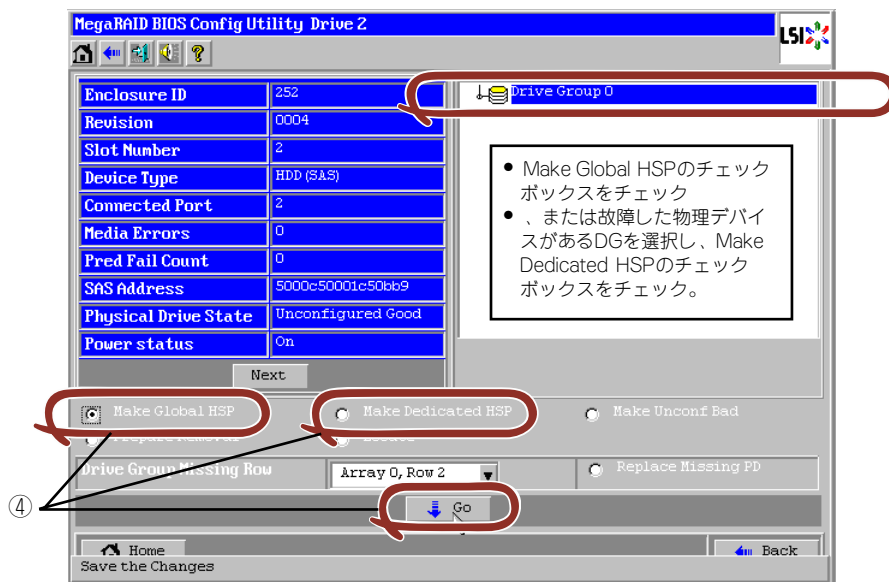 MegaRAID BIOS Config Utility Drive 2
LSI
Enclosure ID 252
Revision 0004
Slot Number 2
Device Type HDD (SAS)
Connected Port 2
Media Errors 0
Pred Fail Count 0
SAS Address 5000c50001c50bb9
Physical Drive State Unconfigured Good
Power status On
Next
Drive Group 0
• Make Global HSPのチェック
ボックスをチェック
• 、または故障した物理デバイ
スがあるDGを選択し、Make
Dedicated HSPのチェック
ボックスをチェック。
Make Global HSP Make Dedicated HSP Make Unconf Bad
Prepare Removal Locate
Drive Group Missing Row Array 0, Row 2 Replace Missing PD
④
Go
Home Back
Save the Changes